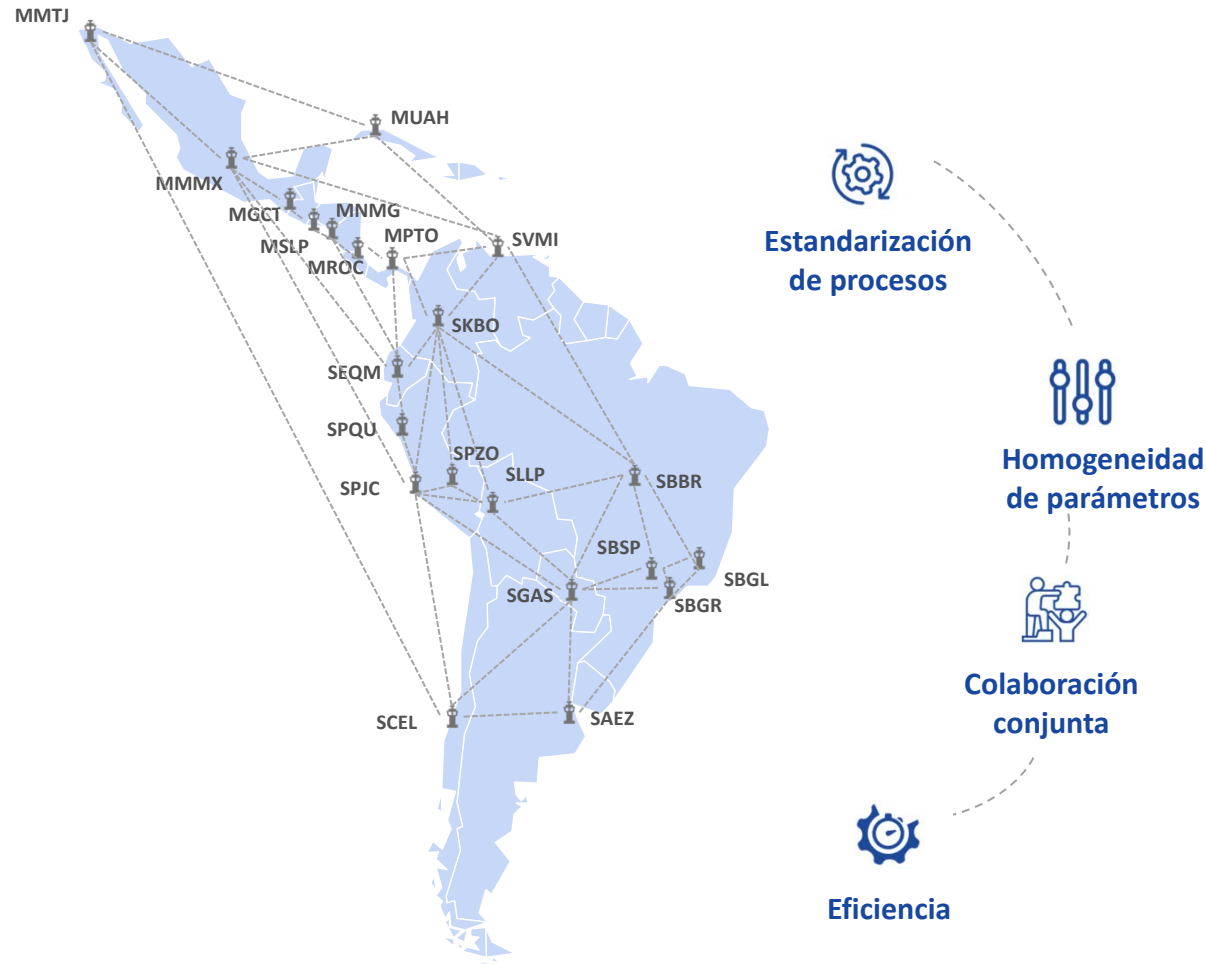 MMTJ
MUAH
MMMX
MGCT
MNMG
MSLP
MPTO
SVMI
MROC
SKBO
SEQM
SPQU
SPZO
SLLP
SPJC
SBBR
SBSP
SBGL
SGAS
SBGR
SCEL
SAEZ
Estandarización
de procesos
Homogeneidad
de parámetros
Colaboración
conjunta
Eficiencia